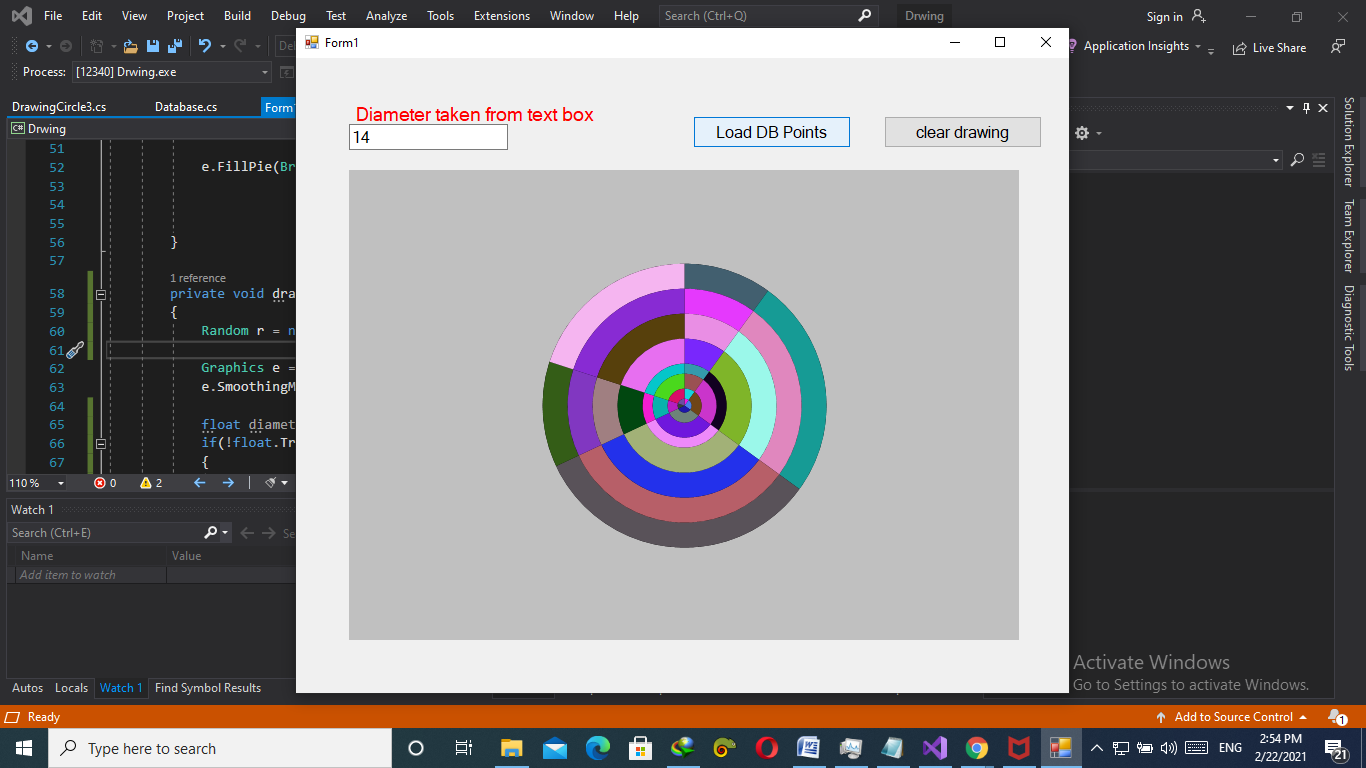 File Edit View Project Build Debug Test Analyze Tools Extensions Window Help Search (Ctrl+Q) Drwing Sign in
Application Insights Live Share
Process: [12340] Drwing.exe
DrawingCircle3.cs Database.cs Form1
Drwing
Form1
Diameter taken from text box
14
Load DB Points
clear drawing
51
52 e.FillPie(Br
53
54
55
56 }
57
1 reference
58 private void dra
59 {
60 Random r = n
61
62 Graphics e =
63 e.SmoothingM
64
65 float diamet
66 if(!float.Tr
67 {
110 % 0 2
Watch 1
Search (Ctrl+E) Se
Name Value
Add item to watch
Autos Locals Watch 1 Find Symbol Results
Solution Explorer
Team Explorer
Diagnostic Tools
Activate Windows
Go to Settings to activate Windows.
Ready Add to Source Control 1
Type here to search
ENG
2:54 PM
2/22/2021
21